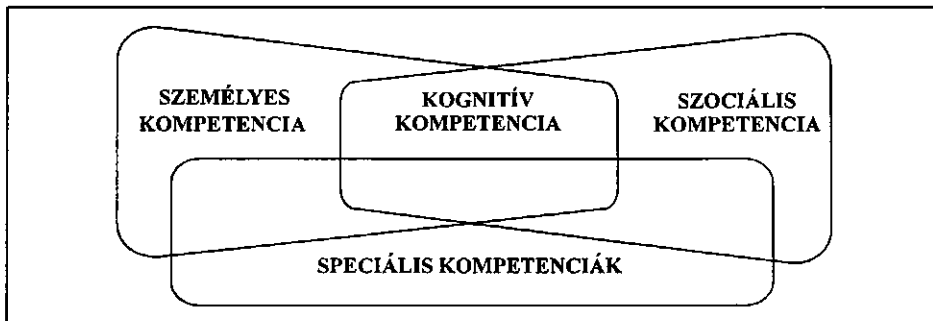 SZEMÉLYES
KOMPETENCIA
KOGNITÍV
KOMPETENCIA
SZOCIÁLIS
KOMPETENCIA
SPECIÁLIS KOMPETENCIÁK